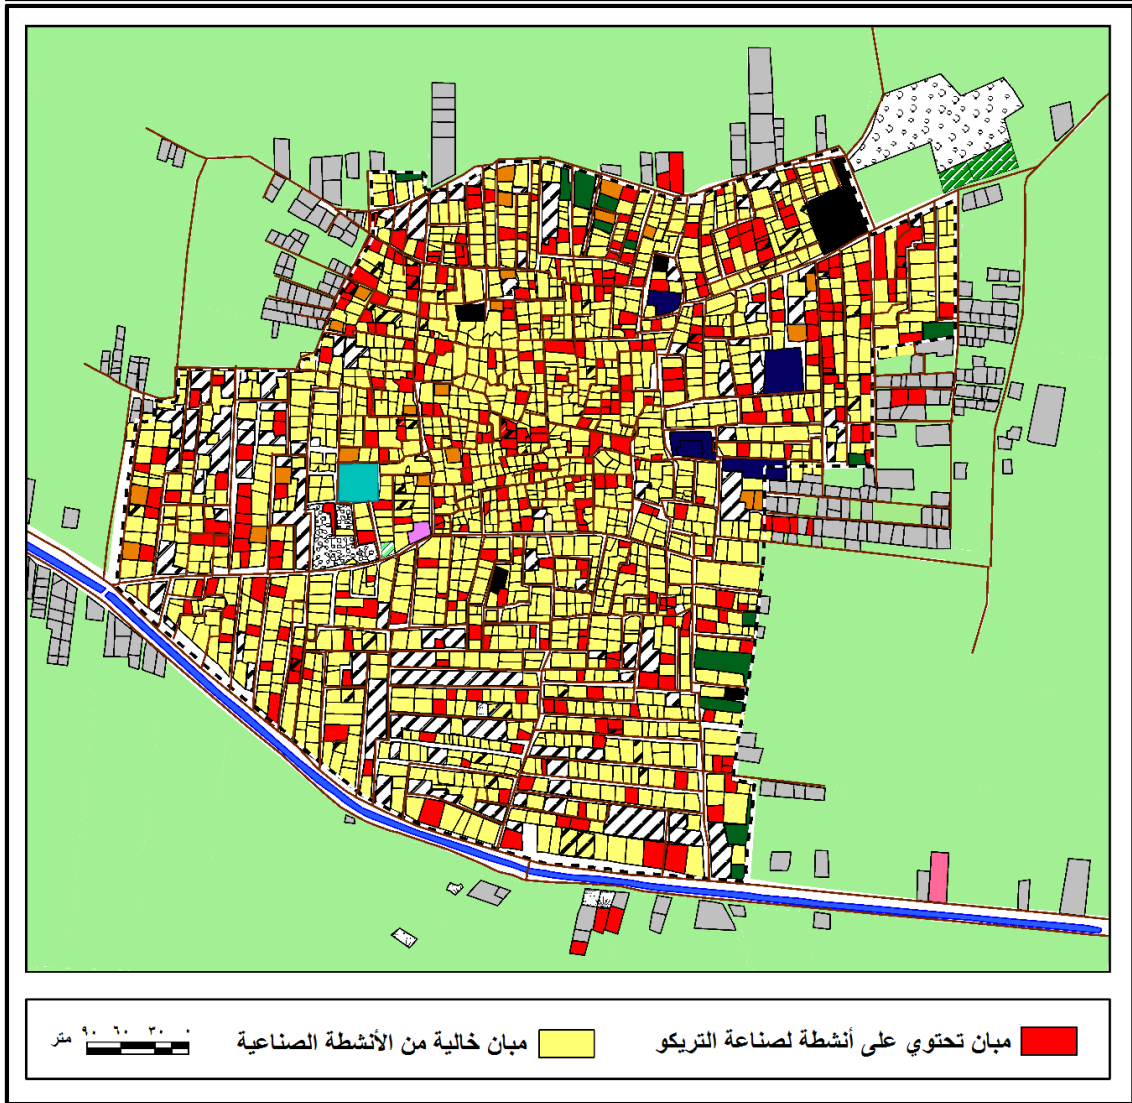 مبان تحتوي على أنشطة لصناعة التريكو
مبان خالية من الأنشطة الصناعية
٩٠ ٦٠ ٣٠ ٠ متر